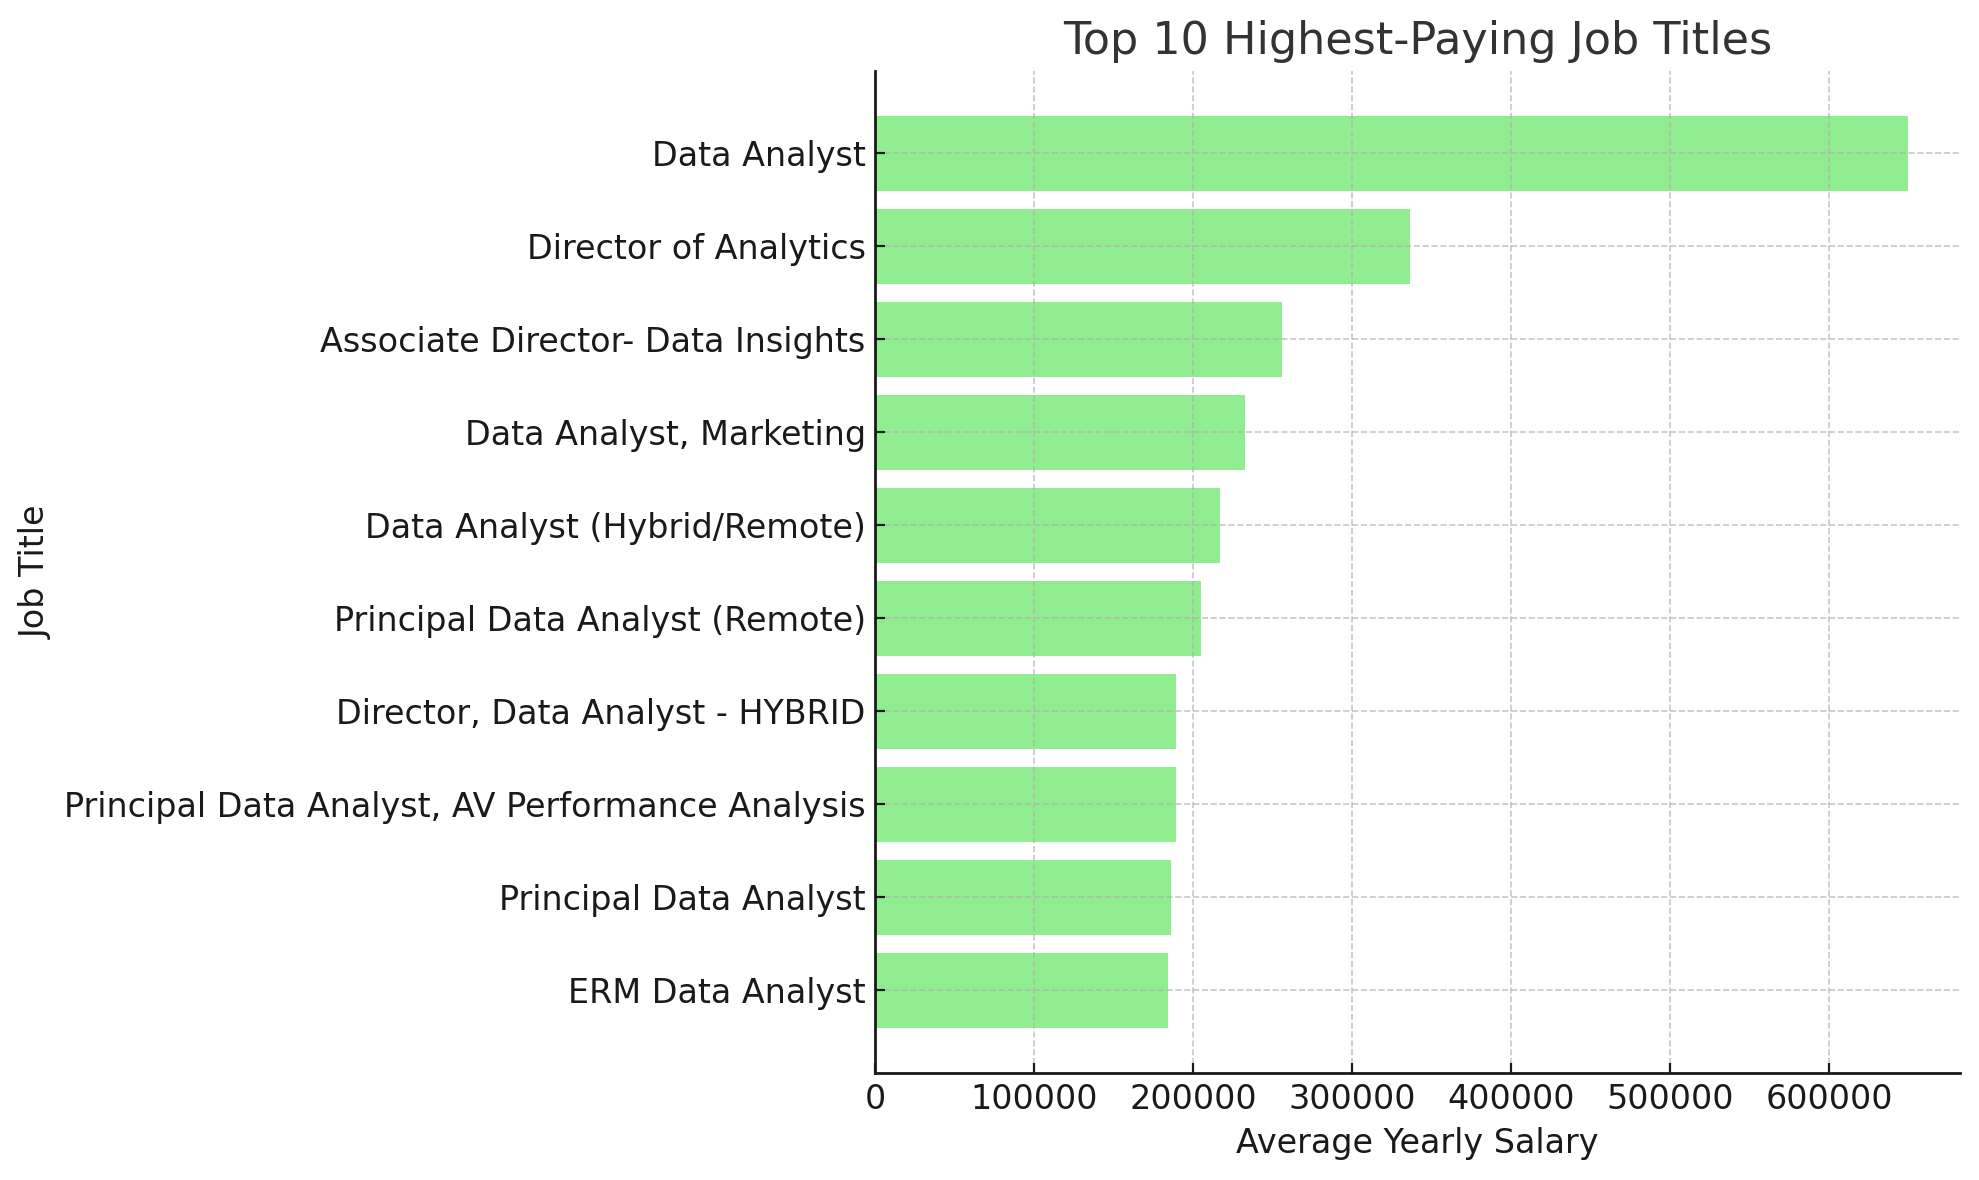 Top 10 Highest-Paying Job Titles
Data Analyst
Director of Analytics
Associate Director- Data Insights
Data Analyst, Marketing
Data Analyst (Hybrid/Remote)
Principal Data Analyst (Remote)
Director, Data Analyst - HYBRID
Principal Data Analyst, AV Performance Analysis
Principal Data Analyst
ERM Data Analyst
Job Title
0 100000 200000 300000 400000 500000 600000
Average Yearly Salary